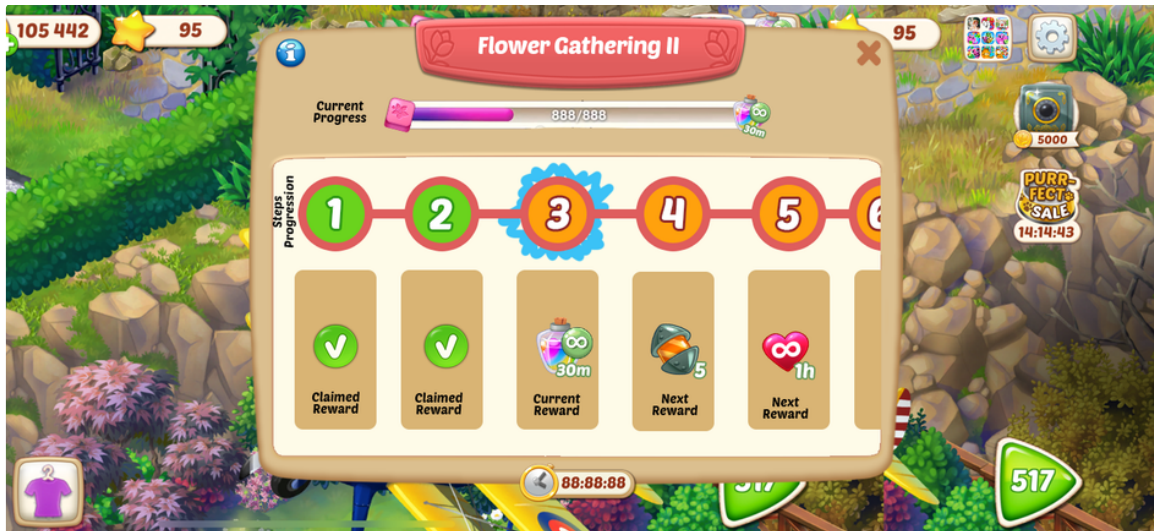 105 442
95
Flower Gathering II
95
Current
Progress
888/888
30m
5000
PURR-
FECT
SALE
14:14:43
Steps
Progression
1
2
3
4
5
6
30m
5
1h
Claimed
Reward
Claimed
Reward
Current
Reward
Next
Reward
Next
Reward
88:88:88
517
517